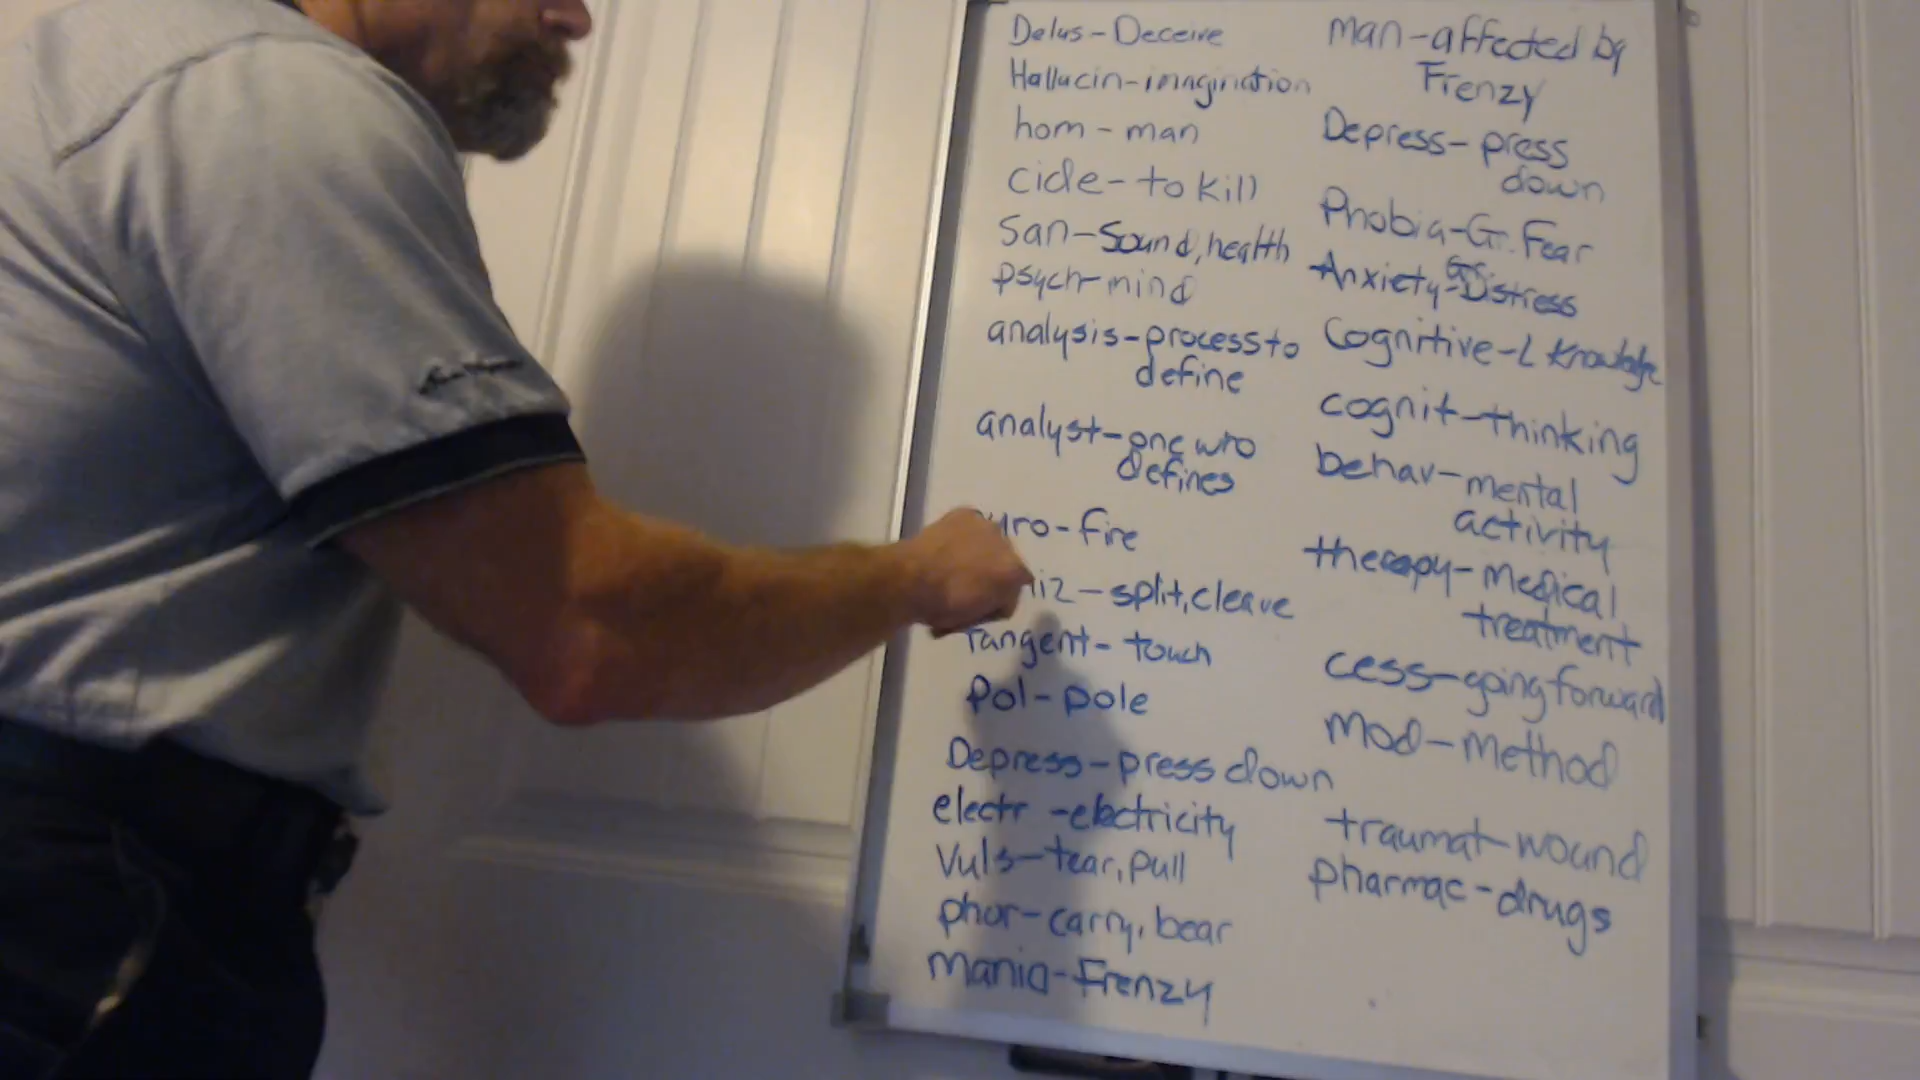 Delus-Deceive
Hallucin-imagination
hom-man
cide-to kill
San-Sound, health
psych-mind
analysis-process to
define
analyst-one who
defines
yro-fire
iz-split, cleave
Tangent-touch
Pol-pole
Depress-press down
electr-electricity
Vuls-tear, pull
phor-carry, bear
Mania-Frenzy
man-affected by
Frenzy
Depress-press
down
Phobia-Gr. Fear
Anxiety-Distress
Cognitive-L Knowledge
cognit-thinking
behav-mental
activity
therapy-medical
treatment
cess-going forward
Mod-Method
traumat-wound
pharmac-drugs